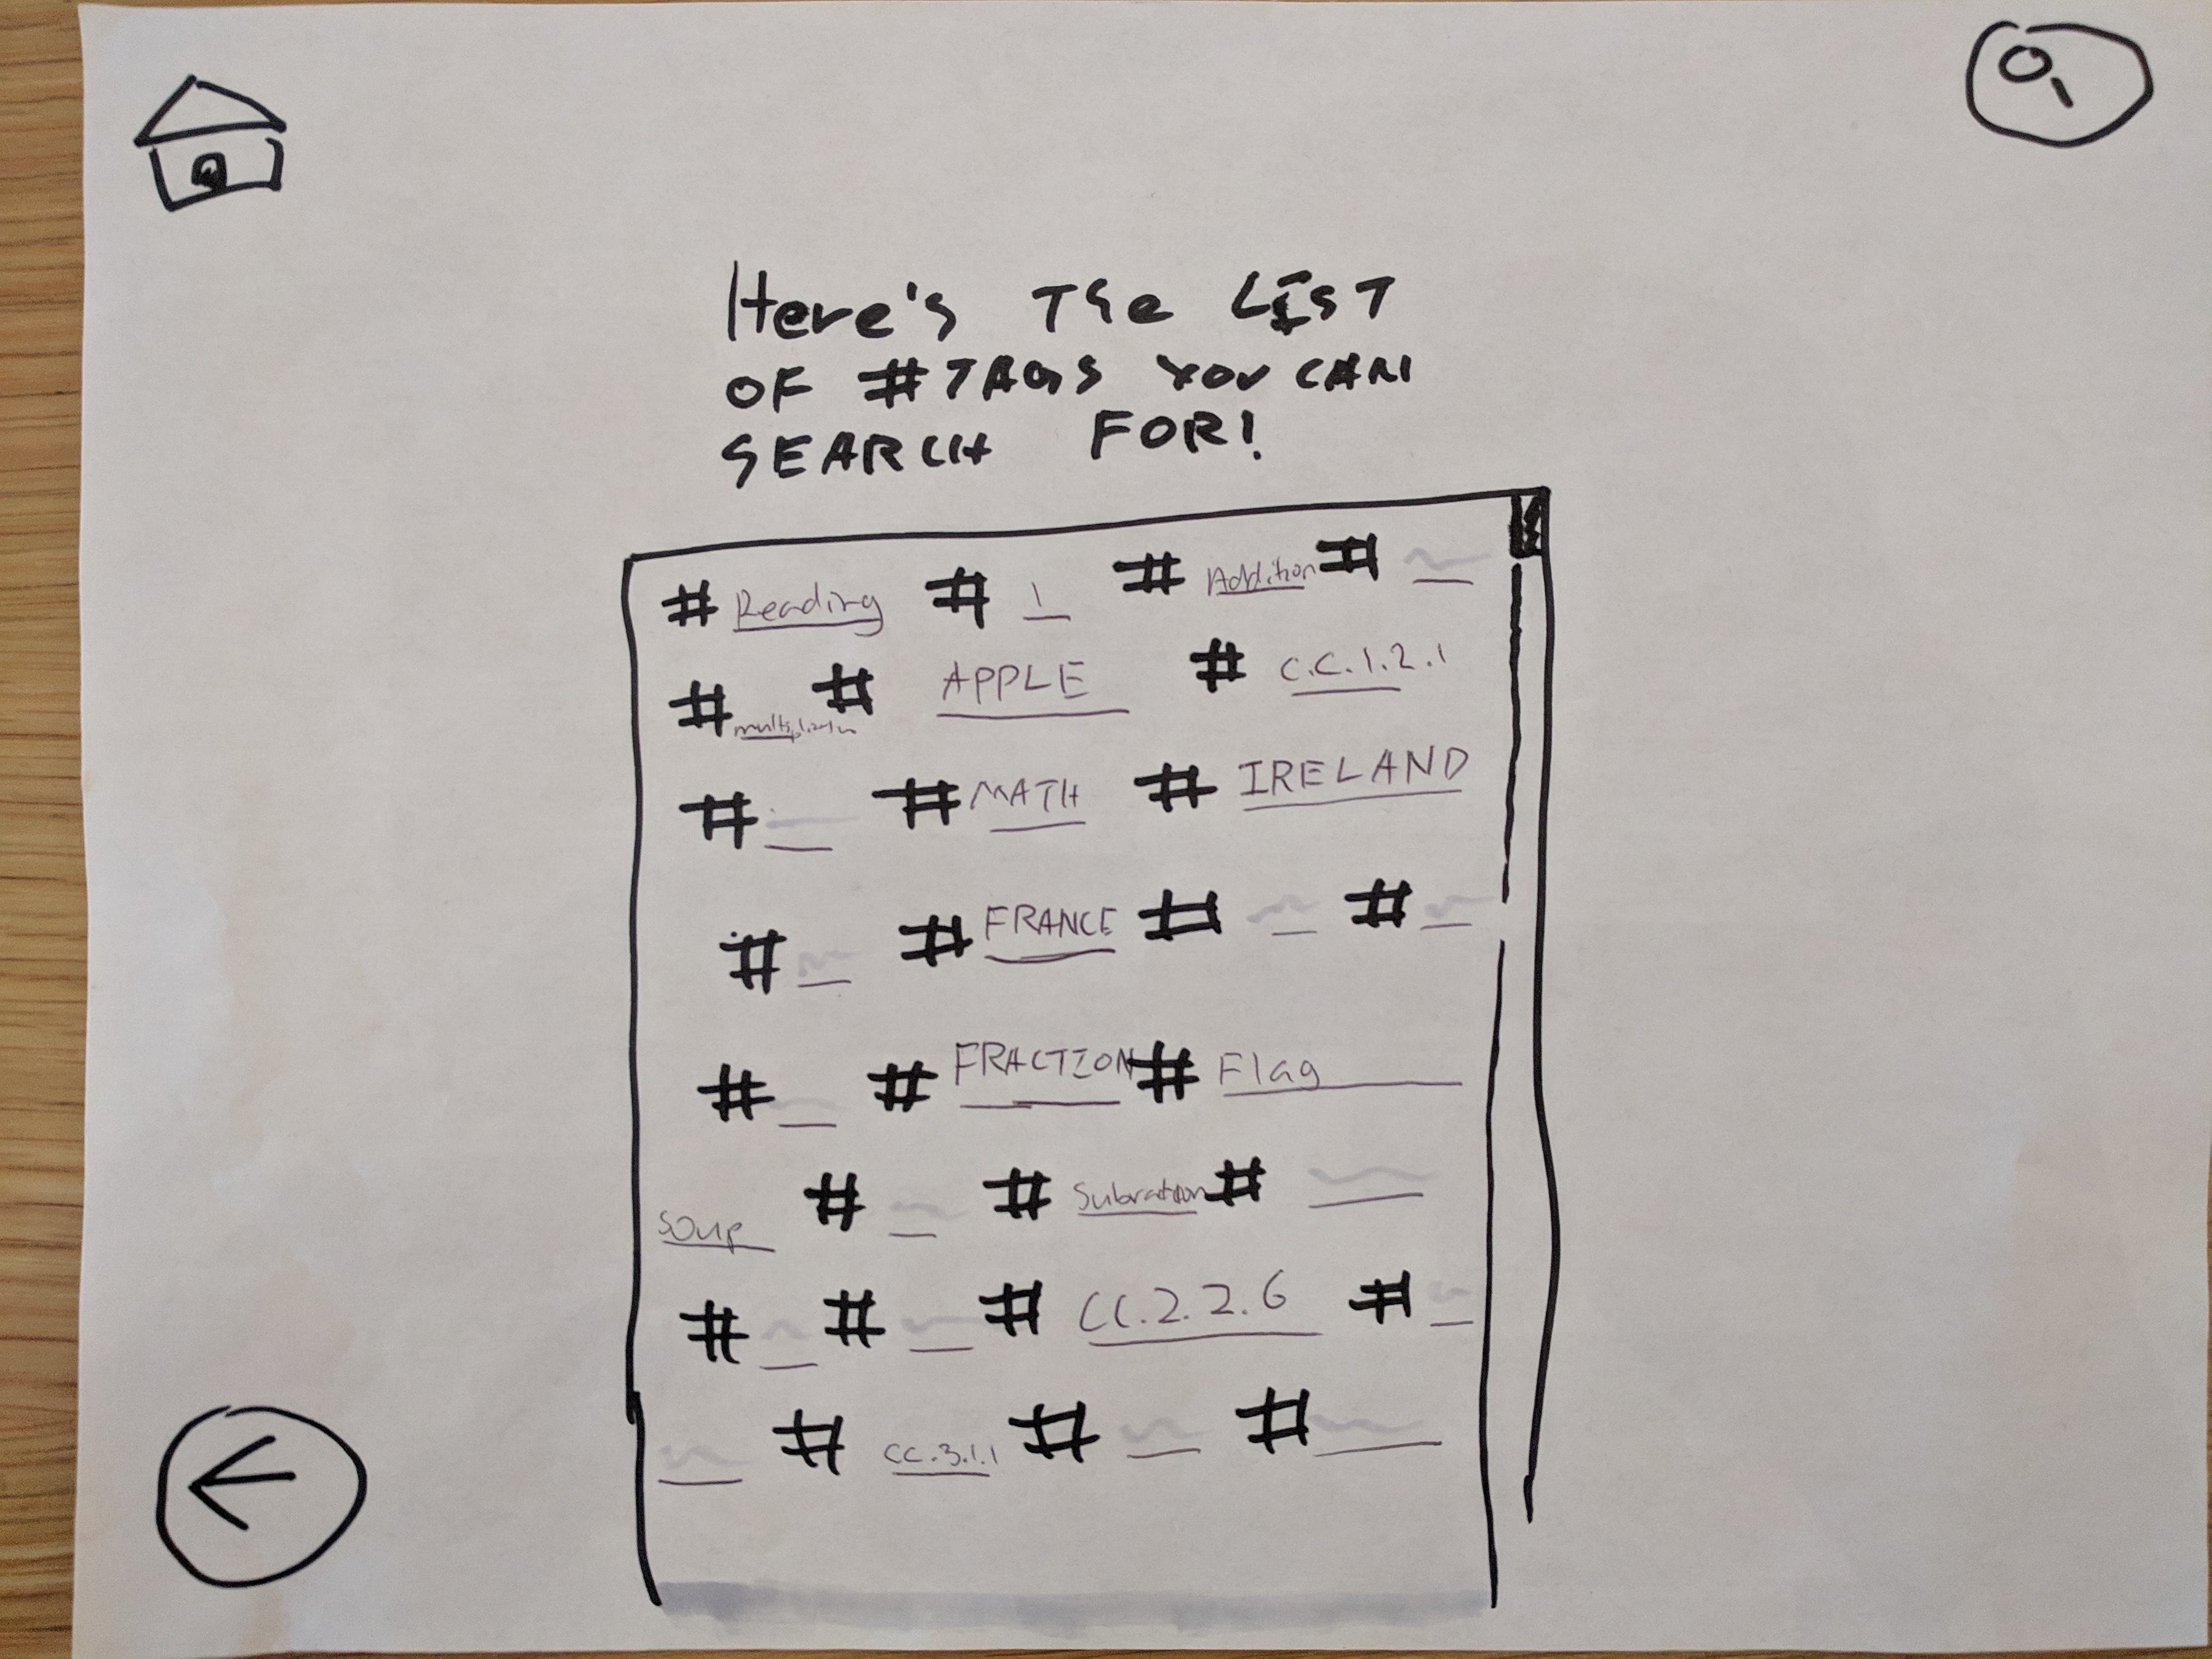 Here's The LIST
OF #TAGS YOU CAN
SEARCH FOR!
# Reading # 1 # Addition #
# multiplication # APPLE # C.C.1.2.1
# # MATH # IRELAND
# # FRANCE # #
# # FRACTION # Flag
Soup # # Subration #
# # # CC.2.2.6 #
# CC.3.1.1 # #